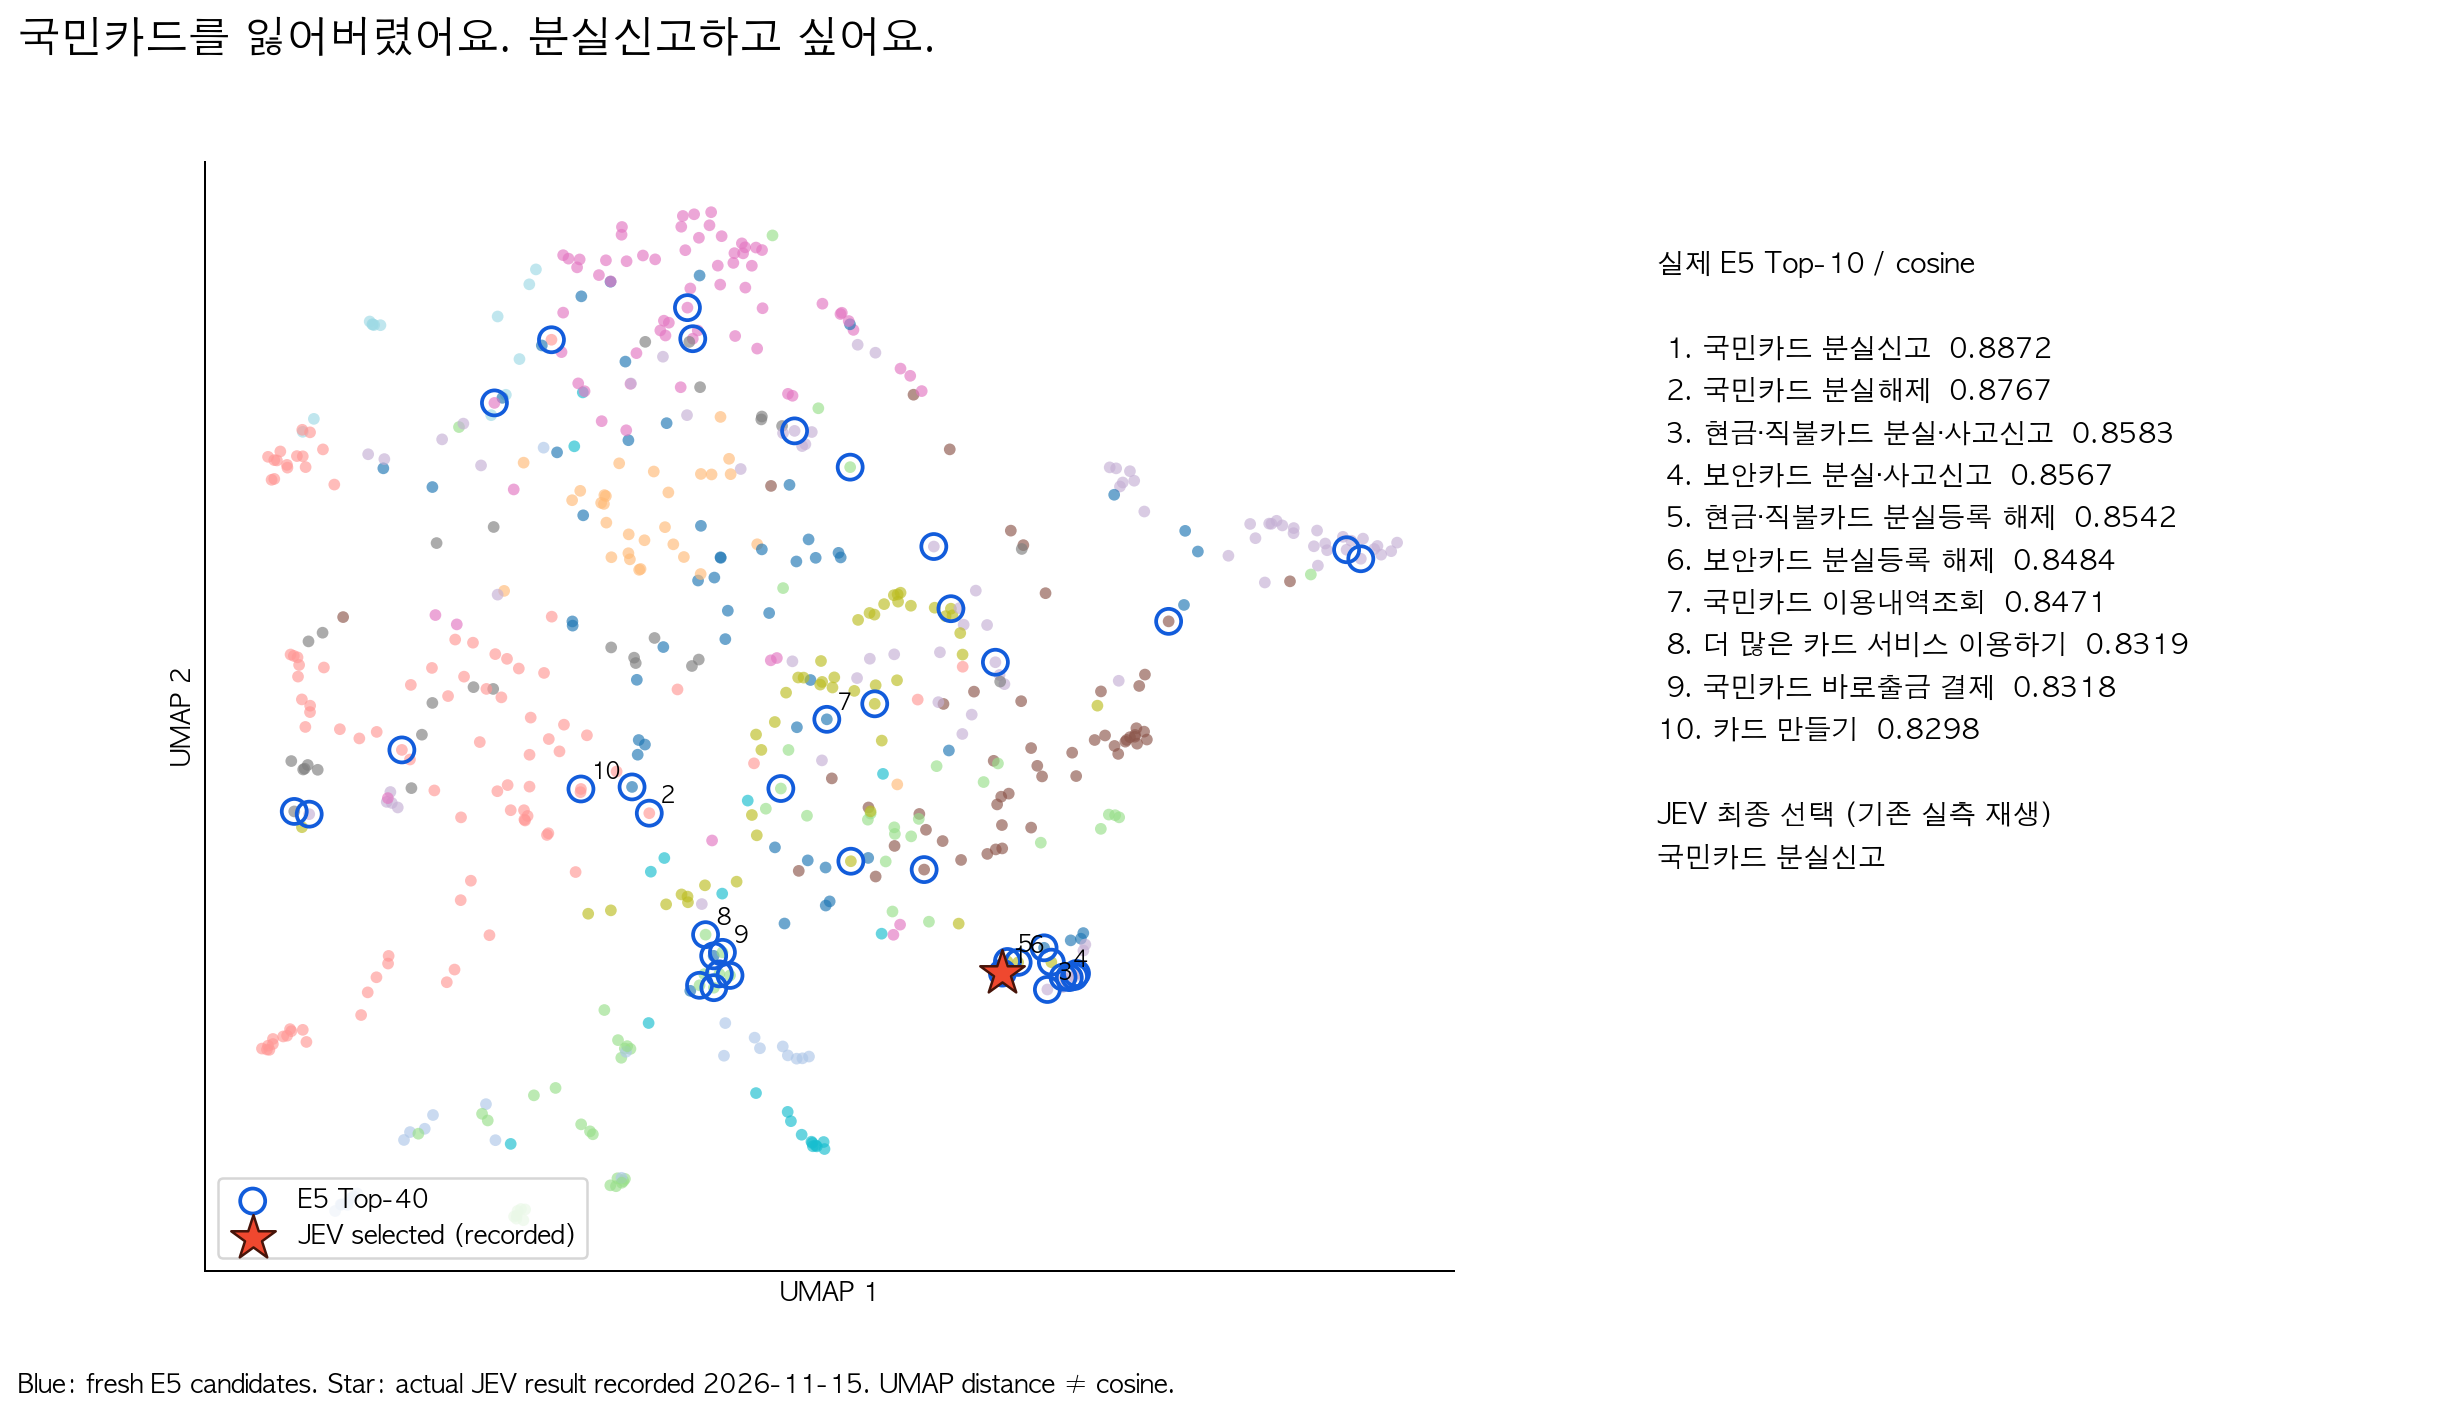 국민카드를 잃어버렸어요. 분실신고하고 싶어요.
실제 E5 Top-10 / cosine
1. 국민카드 분실신고 0.8872
2. 국민카드 분실해제 0.8767
3. 현금·직불카드 분실·사고신고 0.8583
4. 보안카드 분실·사고신고 0.8567
5. 현금·직불카드 분실등록 해제 0.8542
6. 보안카드 분실등록 해제 0.8484
7. 국민카드 이용내역조회 0.8471
8. 더 많은 카드 서비스 이용하기 0.8319
9. 국민카드 바로출금 결제 0.8318
10. 카드 만들기 0.8298
JEV 최종 선택 (기존 실측 재생)
국민카드 분실신고
UMAP 2
7
10
2
8
9
5
6
1
4
3
E5 Top-40
JEV selected (recorded)
UMAP 1
Blue: fresh E5 candidates. Star: actual JEV result recorded 2026-11-15. UMAP distance ≠ cosine.